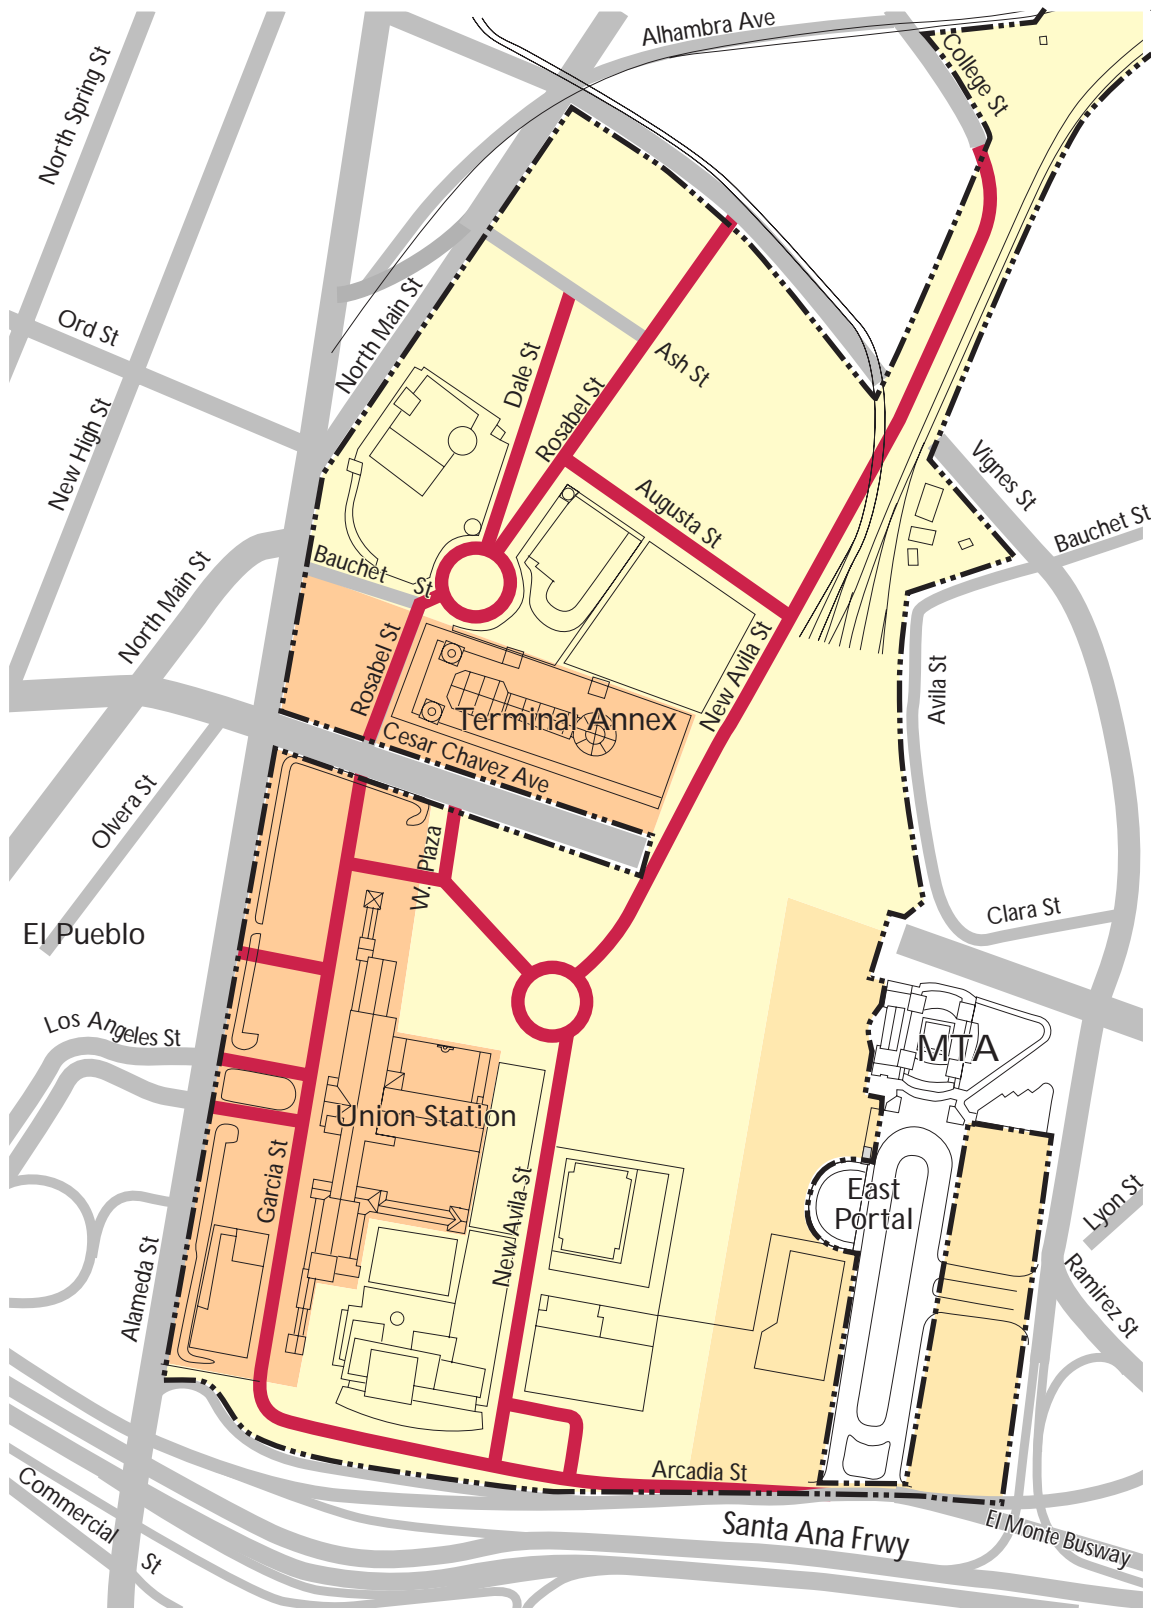 Alhambra Ave
College St
North Spring St
Ord St
North Main St
Dale St
Ash St
Rosabel St
New High St
Vignes St
Augusta St
Bauchet St
Bauchet St
North Main St
Rosabel St
New Avila St
Avila St
Terminal Annex
Cesar Chavez Ave
Olvera St
W. Plaza
Clara St
El Pueblo
Los Angeles St
MTA
Union Station
Garcia St
New Avila St
East
Portal
Lyon St
Alameda St
Ramirez St
Arcadia St
Commercial St
Santa Ana Frwy
El Monte Busway